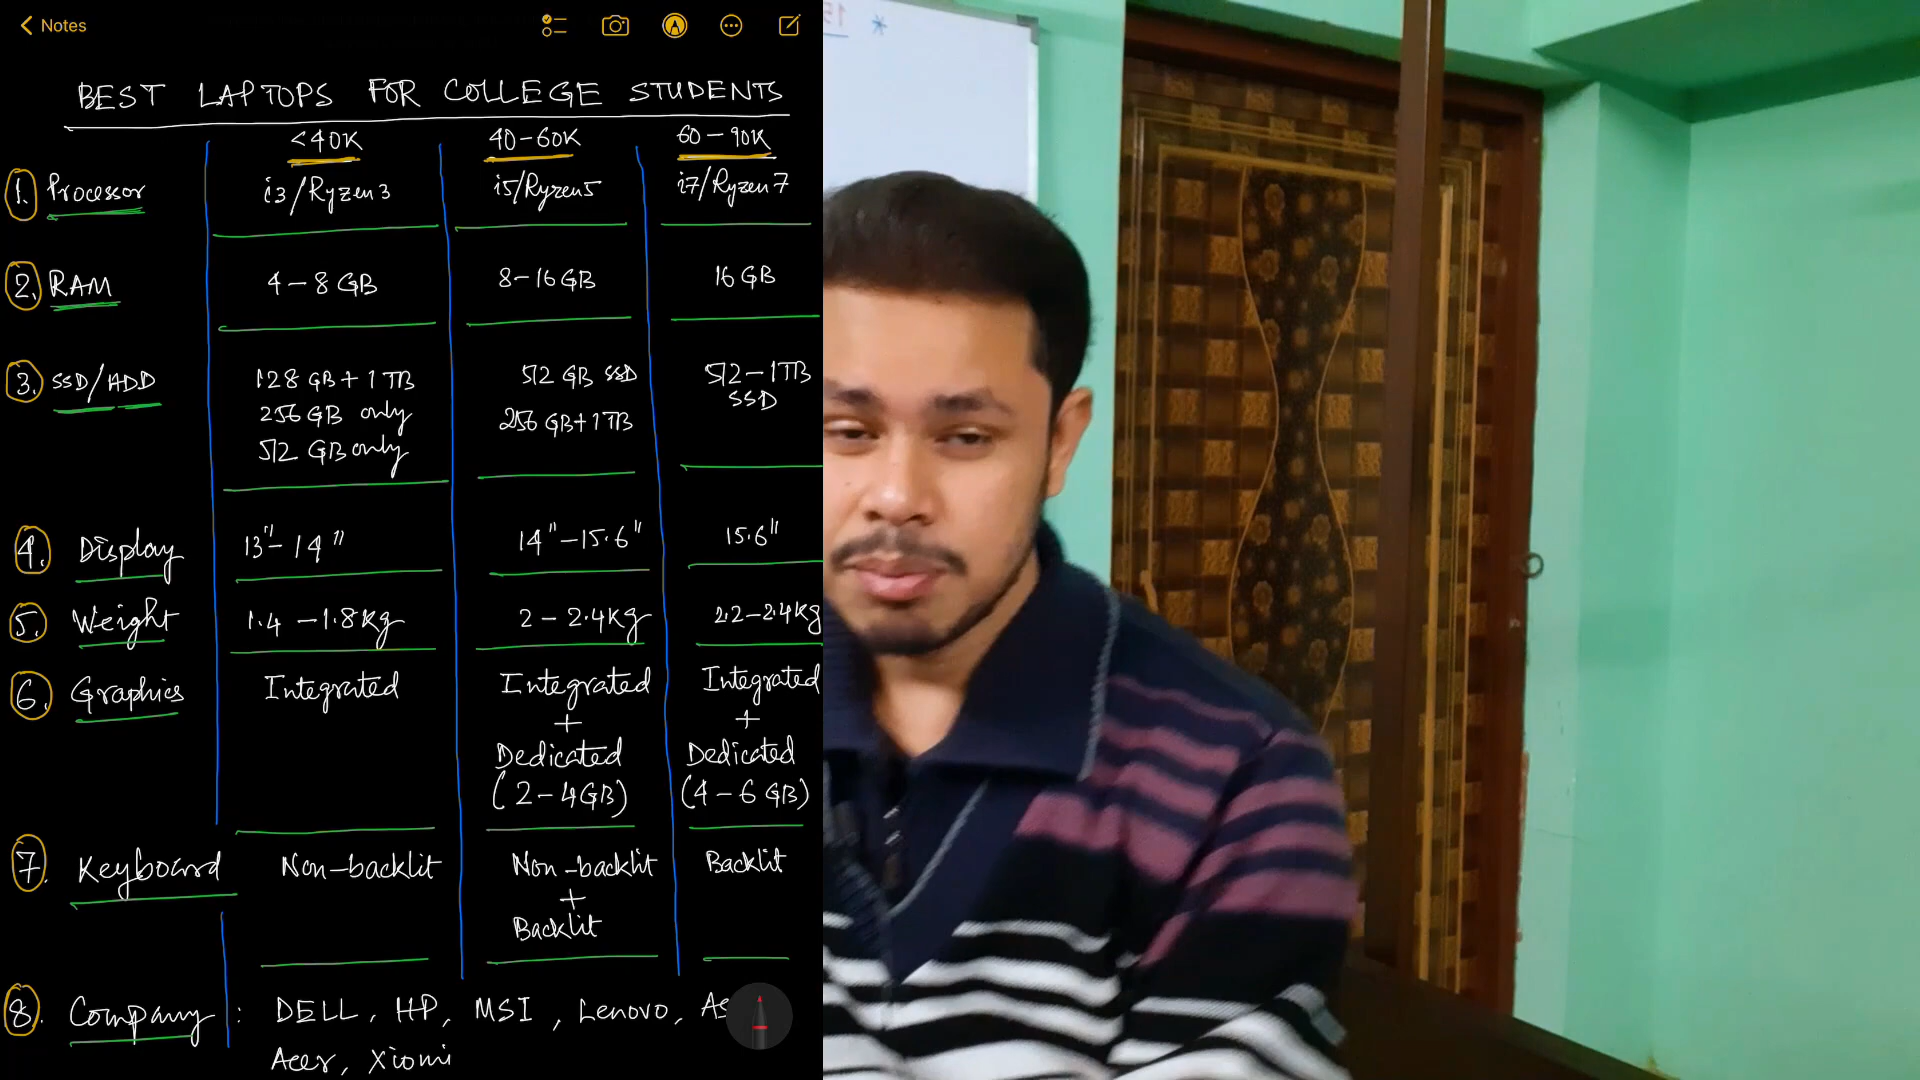 Notes
BEST LAPTOPS FOR COLLEGE STUDENTS
<40K 40-60K 60-90K
1. Processor i3/Ryzen3 i5/Ryzen5 i7/Ryzen7
2. RAM 4-8 GB 8-16 GB 16 GB
3. SSD/HDD 128 GB+1TB 512 GB SSD 512-1TB
SSD
256 GB only 256 GB+1TB
512 GB only
4. Display 13"-14" 14"-15.6" 15.6"
5. Weight 1.4-1.8kg 2-2.4kg 2.2-2.4kg
6. Graphics Integrated Integrated Integrated
+ +
Dedicated Dedicated
(2-4GB) (4-6 GB)
7. Keyboard Non-backlit Non-backlit Backlit
+
Backlit
8. Company : DELL, HP, MSI, Lenovo, As
Acer, Xiomi